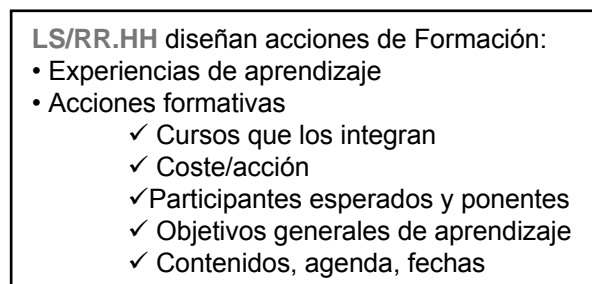 LS/RR.HH diseñan acciones de Formación:
• Experiencias de aprendizaje
• Acciones formativas
✓ Cursos que los integran
✓ Coste/acción
✓Participantes esperados y ponentes
✓ Objetivos generales de aprendizaje
✓ Contenidos, agenda, fechas